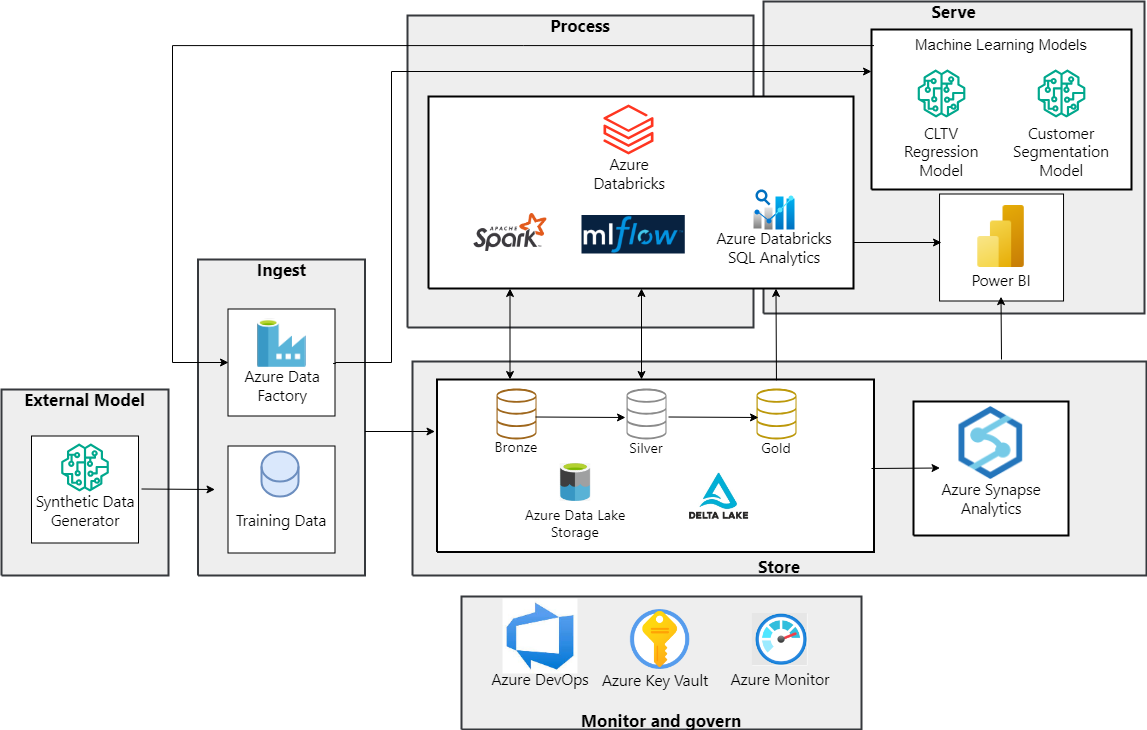 Process
Serve
Machine Learning Models
CLTV
Regression
Model
Customer
Segmentation
Model
Azure
Databricks
APACHE
Spark™
mlflow™
Azure Databricks
SQL Analytics
Power BI
Ingest
Azure Data
Factory
Training Data
External Model
Synthetic Data
Generator
Bronze
Silver
Gold
Azure Data Lake
Storage
DELTA LAKE
Azure Synapse
Analytics
Store
Azure DevOps
Azure Key Vault
Azure Monitor
Monitor and govern